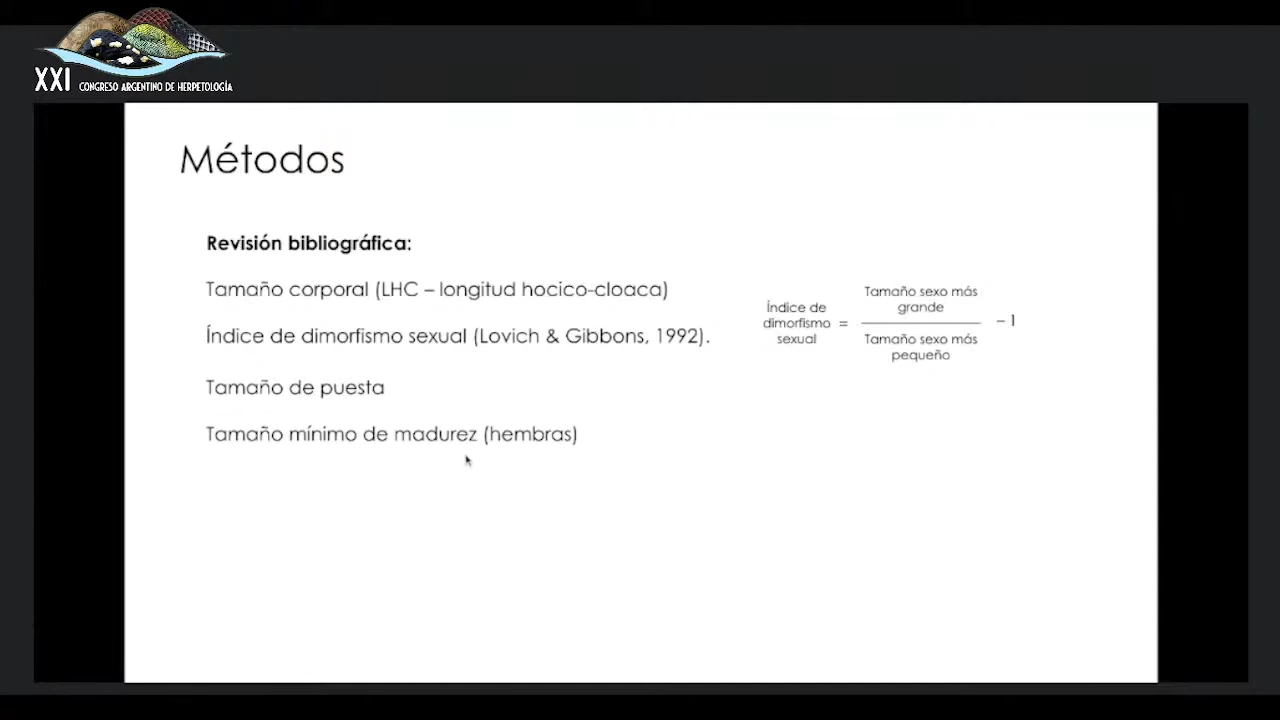 XXI CONGRESO ARGENTINO DE HERPETOLOGÍA
Métodos
Revisión bibliográfica:
Tamaño corporal (LHC – longitud hocico-cloaca)
Índice de dimorfismo sexual (Lovich & Gibbons, 1992).
Tamaño de puesta
Tamaño mínimo de madurez (hembras)
Índice de
dimorfismo =
sexual
Tamaño sexo más
grande
Tamaño sexo más
pequeño
– 1